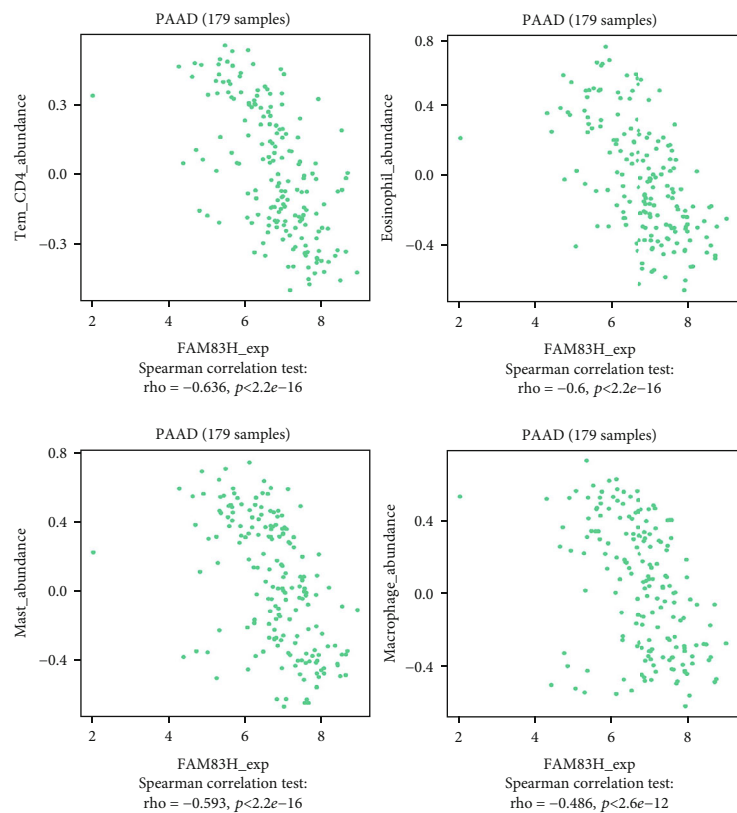 PAAD (179 samples)
Tem_CD4_abundance
0.3
0.0
−0.3
2 4 6 8
FAM83H_exp
Spearman correlation test:
rho = −0.636, p<2.2e−16
PAAD (179 samples)
Eosinophil_abundance
0.8
0.4
0.0
−0.4
2 4 6 8
FAM83H_exp
Spearman correlation test:
rho = −0.6, p<2.2e−16
PAAD (179 samples)
Mast_abundance
0.8
0.4
0.0
−0.4
2 4 6 8
FAM83H_exp
Spearman correlation test:
rho = −0.593, p<2.2e−16
PAAD (179 samples)
Macrophage_abundance
0.4
0.0
−0.4
2 4 6 8
FAM83H_exp
Spearman correlation test:
rho = −0.486, p<2.6e−12